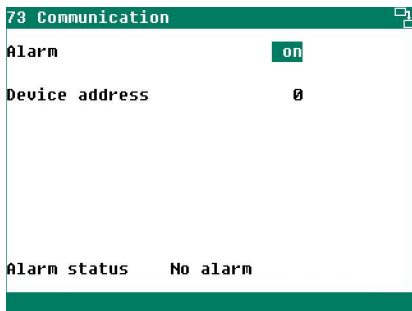 73 Communication
Alarm on
Device address 0
Alarm status No alarm